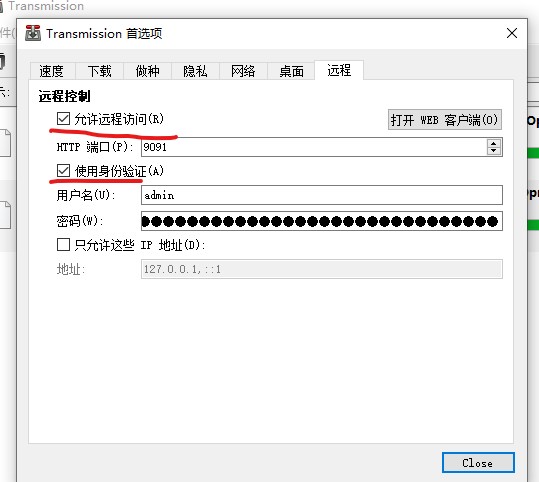 Transmission
Transmission 首选项
速度 下载 做种 隐私 网络 桌面 远程
远程控制
允许远程访问(R) 打开 WEB 客户端(O)
HTTP 端口(P): 9091
使用身份验证(A)
用户名(U): admin
密码(W): ●●●●●●●●●●●●●●●●●●●●●●●●●
只允许这些 IP 地址(D):
地址: 127.0.0.1,::1
Close